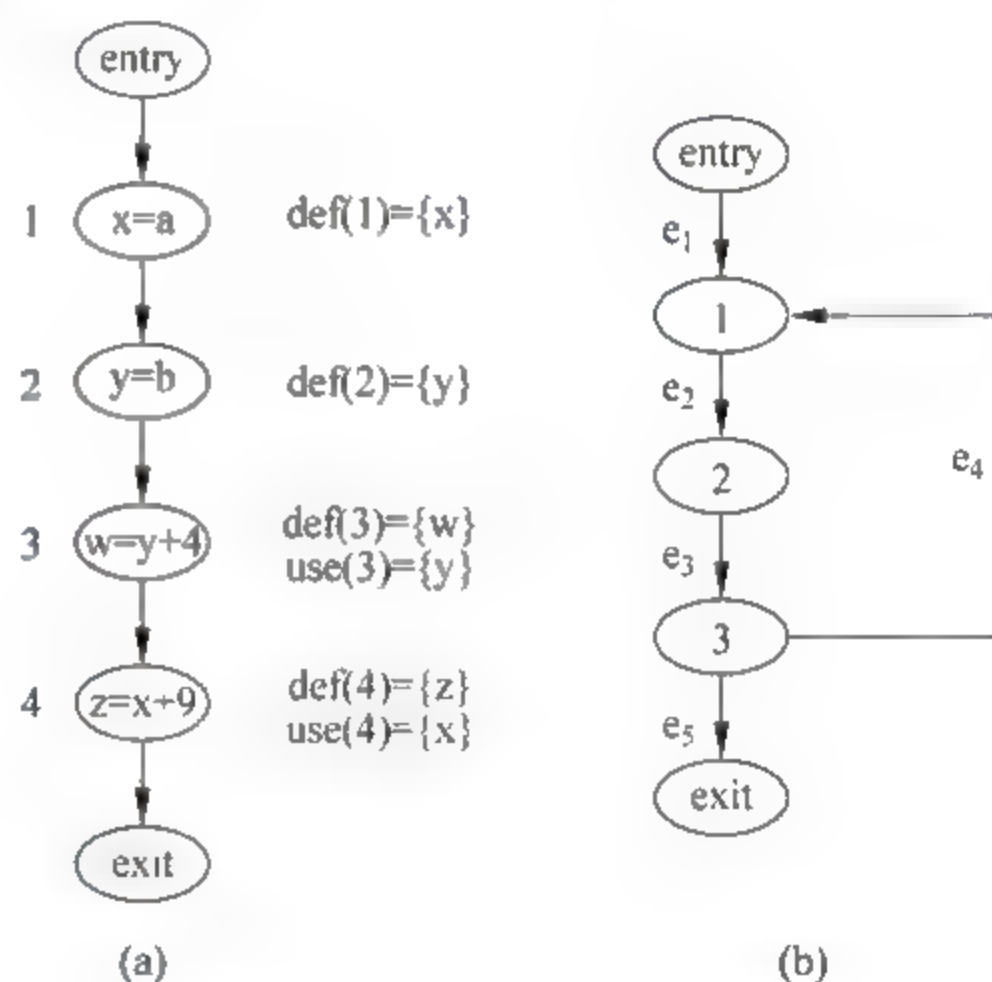 entry
1 x=a def(1)={x}
2 y=b def(2)={y}
3 w=y+4 def(3)={w}
use(3)={y}
4 z=x+9 def(4)={z}
use(4)={x}
exit
(a)
entry
e₁
1
e₂
2
e₄
e₃
3
e₅
exit
(b)